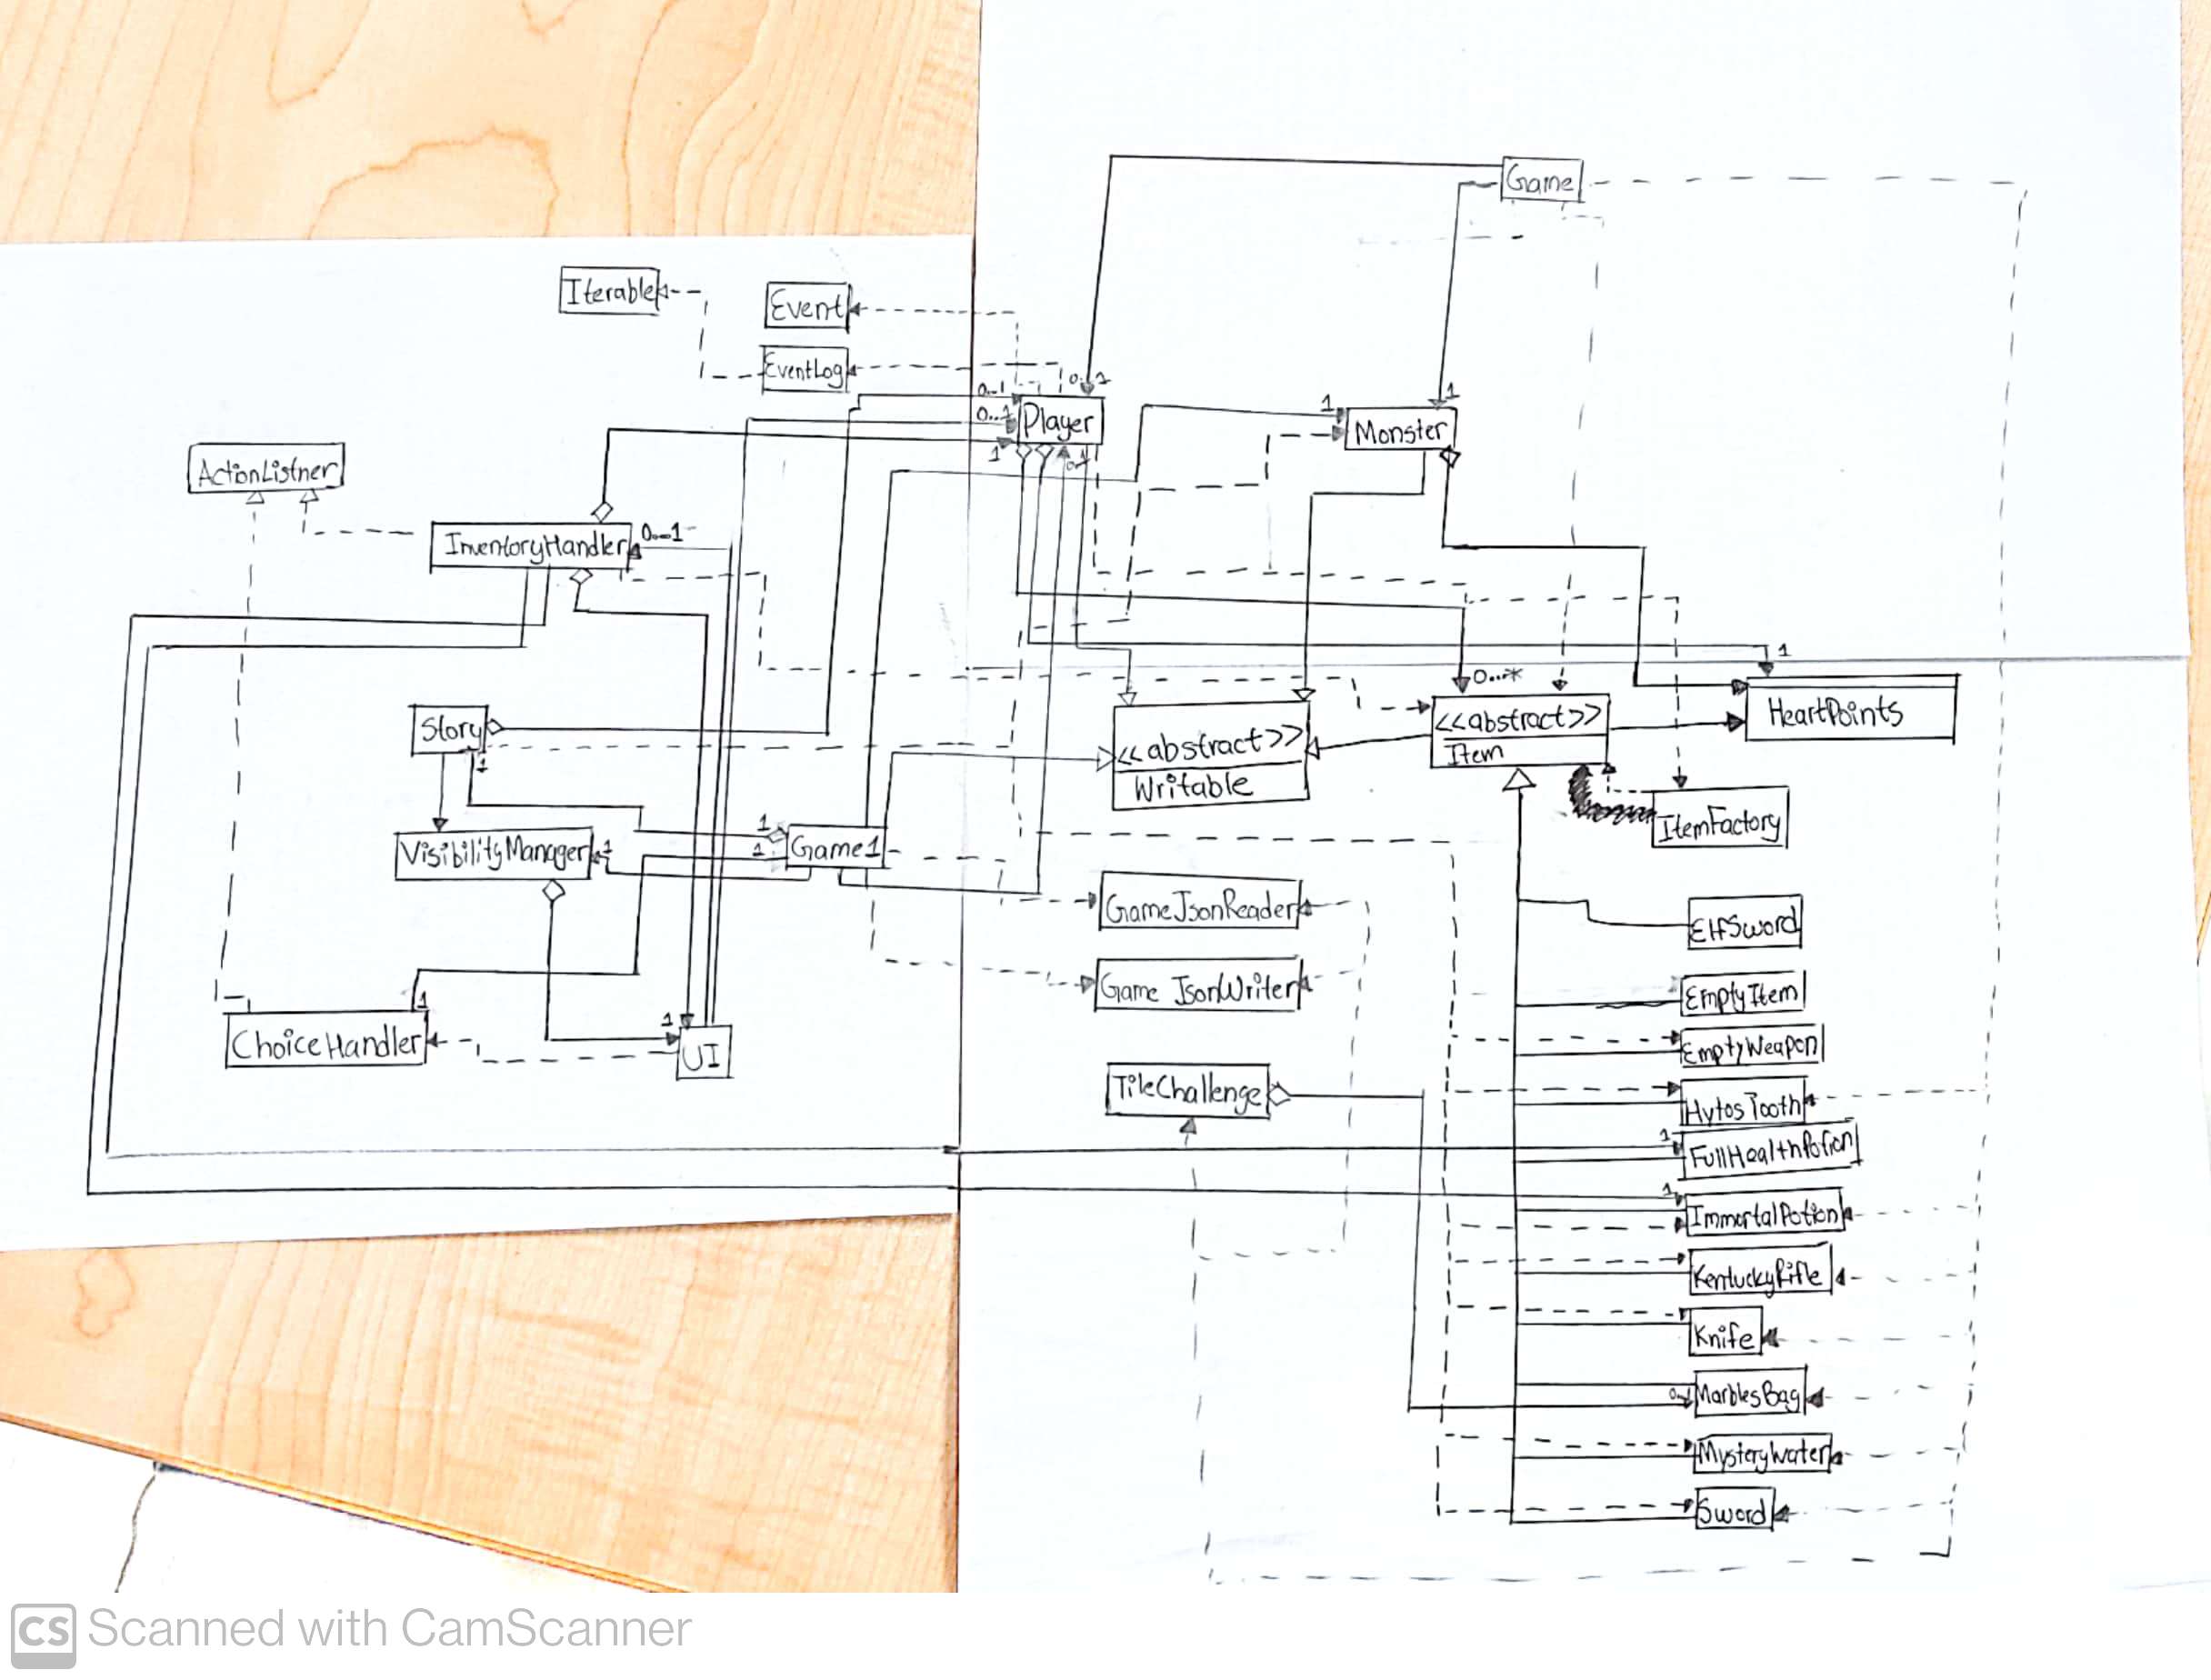 Game
Iterable
Event
EventLog
0..1
0..1
0..1
1
Player
1
0..1
1
1
Monster
ActionListner
InventoryHandler
0...1
Story
1
1
0...*
<<abstract>>
Writable
<<abstract>>
Item
HeartPoints
ItemFactory
VisibilityManager
1
1
1
Game1
GameJsonReader
Game JsonWriter
TileChallenge
ChoiceHandler
1
1
UI
ElfSword
EmptyItem
EmptyWeapon
HytosTooth
1
FullHealthPotion
1
ImmortalPotion
KentuckyRifle
Knife
0..1
MarblesBag
MysteryWater
Sword
CS Scanned with CamScanner